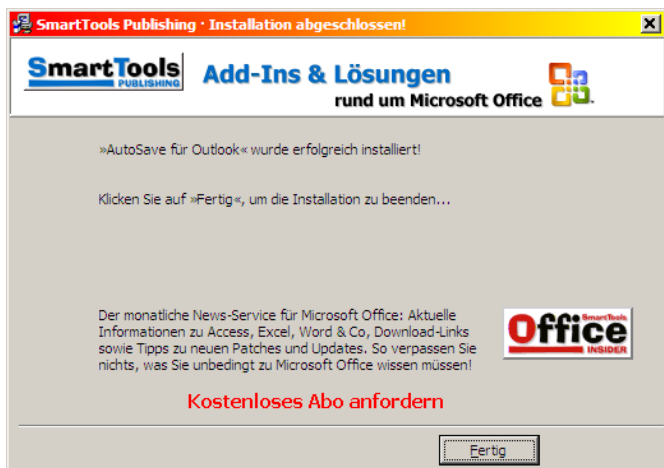 SmartTools Publishing · Installation abgeschlossen!
SmartTools
PUBLISHING
Add-Ins & Lösungen
rund um Microsoft Office
»AutoSave für Outlook« wurde erfolgreich installiert!
Klicken Sie auf »Fertig«, um die Installation zu beenden...
Der monatliche News-Service für Microsoft Office: Aktuelle
Informationen zu Access, Excel, Word & Co, Download-Links
sowie Tipps zu neuen Patches und Updates. So verpassen Sie
nichts, was Sie unbedingt zu Microsoft Office wissen müssen!
SmartTools
Office
INSIDER
Kostenloses Abo anfordern
Fertig